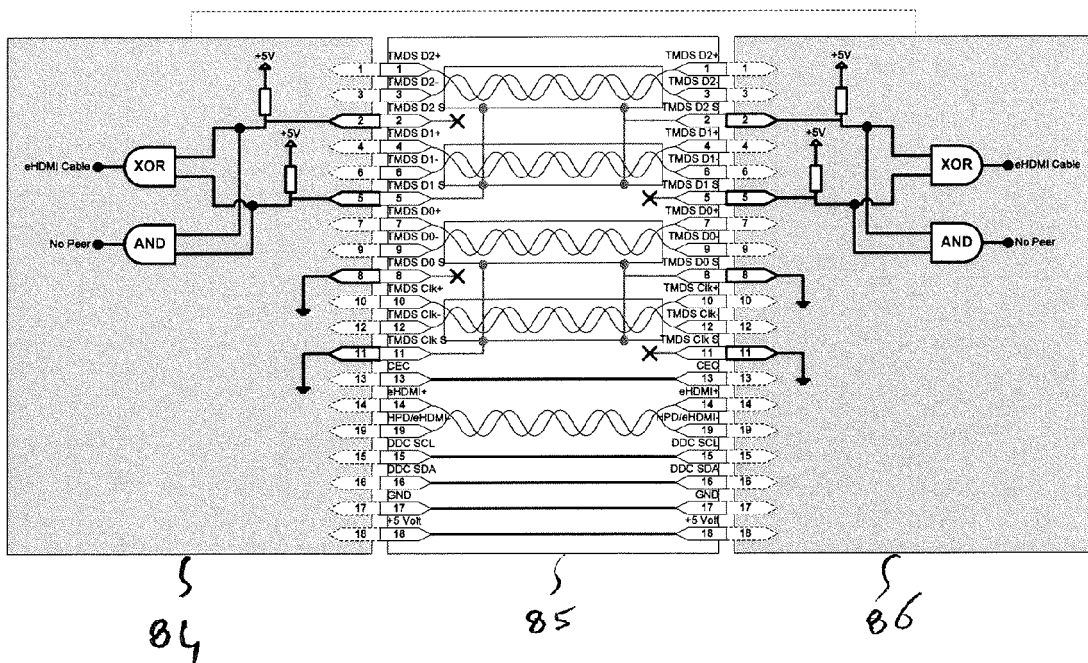 +5V
+5V
eHDMI Cable
XOR
No Peer
AND
1
3
2
4
6
5
7
9
8
10
12
11
13
14
19
15
16
17
18
TMDS D2+
1
TMDS D2-
3
TMDS D2 S
2
TMDS D1+
4
TMDS D1-
6
TMDS D1 S
5
TMDS D0+
7
TMDS D0-
9
TMDS D0 S
8
TMDS Clk+
10
TMDS Clk-
12
TMDS Clk S
11
CEC
13
eHDMI+
14
HPD/eHDMI-
19
DDC SCL
15
DDC SDA
16
GND
17
+5 Volt
18
TMDS D2+
1
TMDS D2-
3
TMDS D2 S
2
TMDS D1+
4
TMDS D1-
6
TMDS D1 S
5
TMDS D0+
7
TMDS D0-
9
TMDS D0 S
8
TMDS Clk+
10
TMDS Clk-
12
TMDS Clk S
11
CEC
13
eHDMI+
14
HPD/eHDMI-
19
DDC SCL
15
DDC SDA
16
GND
17
+5 Volt
18
1
3
2
4
6
5
7
9
8
10
12
11
13
14
19
15
16
17
18
+5V
+5V
XOR
eHDMI Cable
AND
No Peer
84
85
86